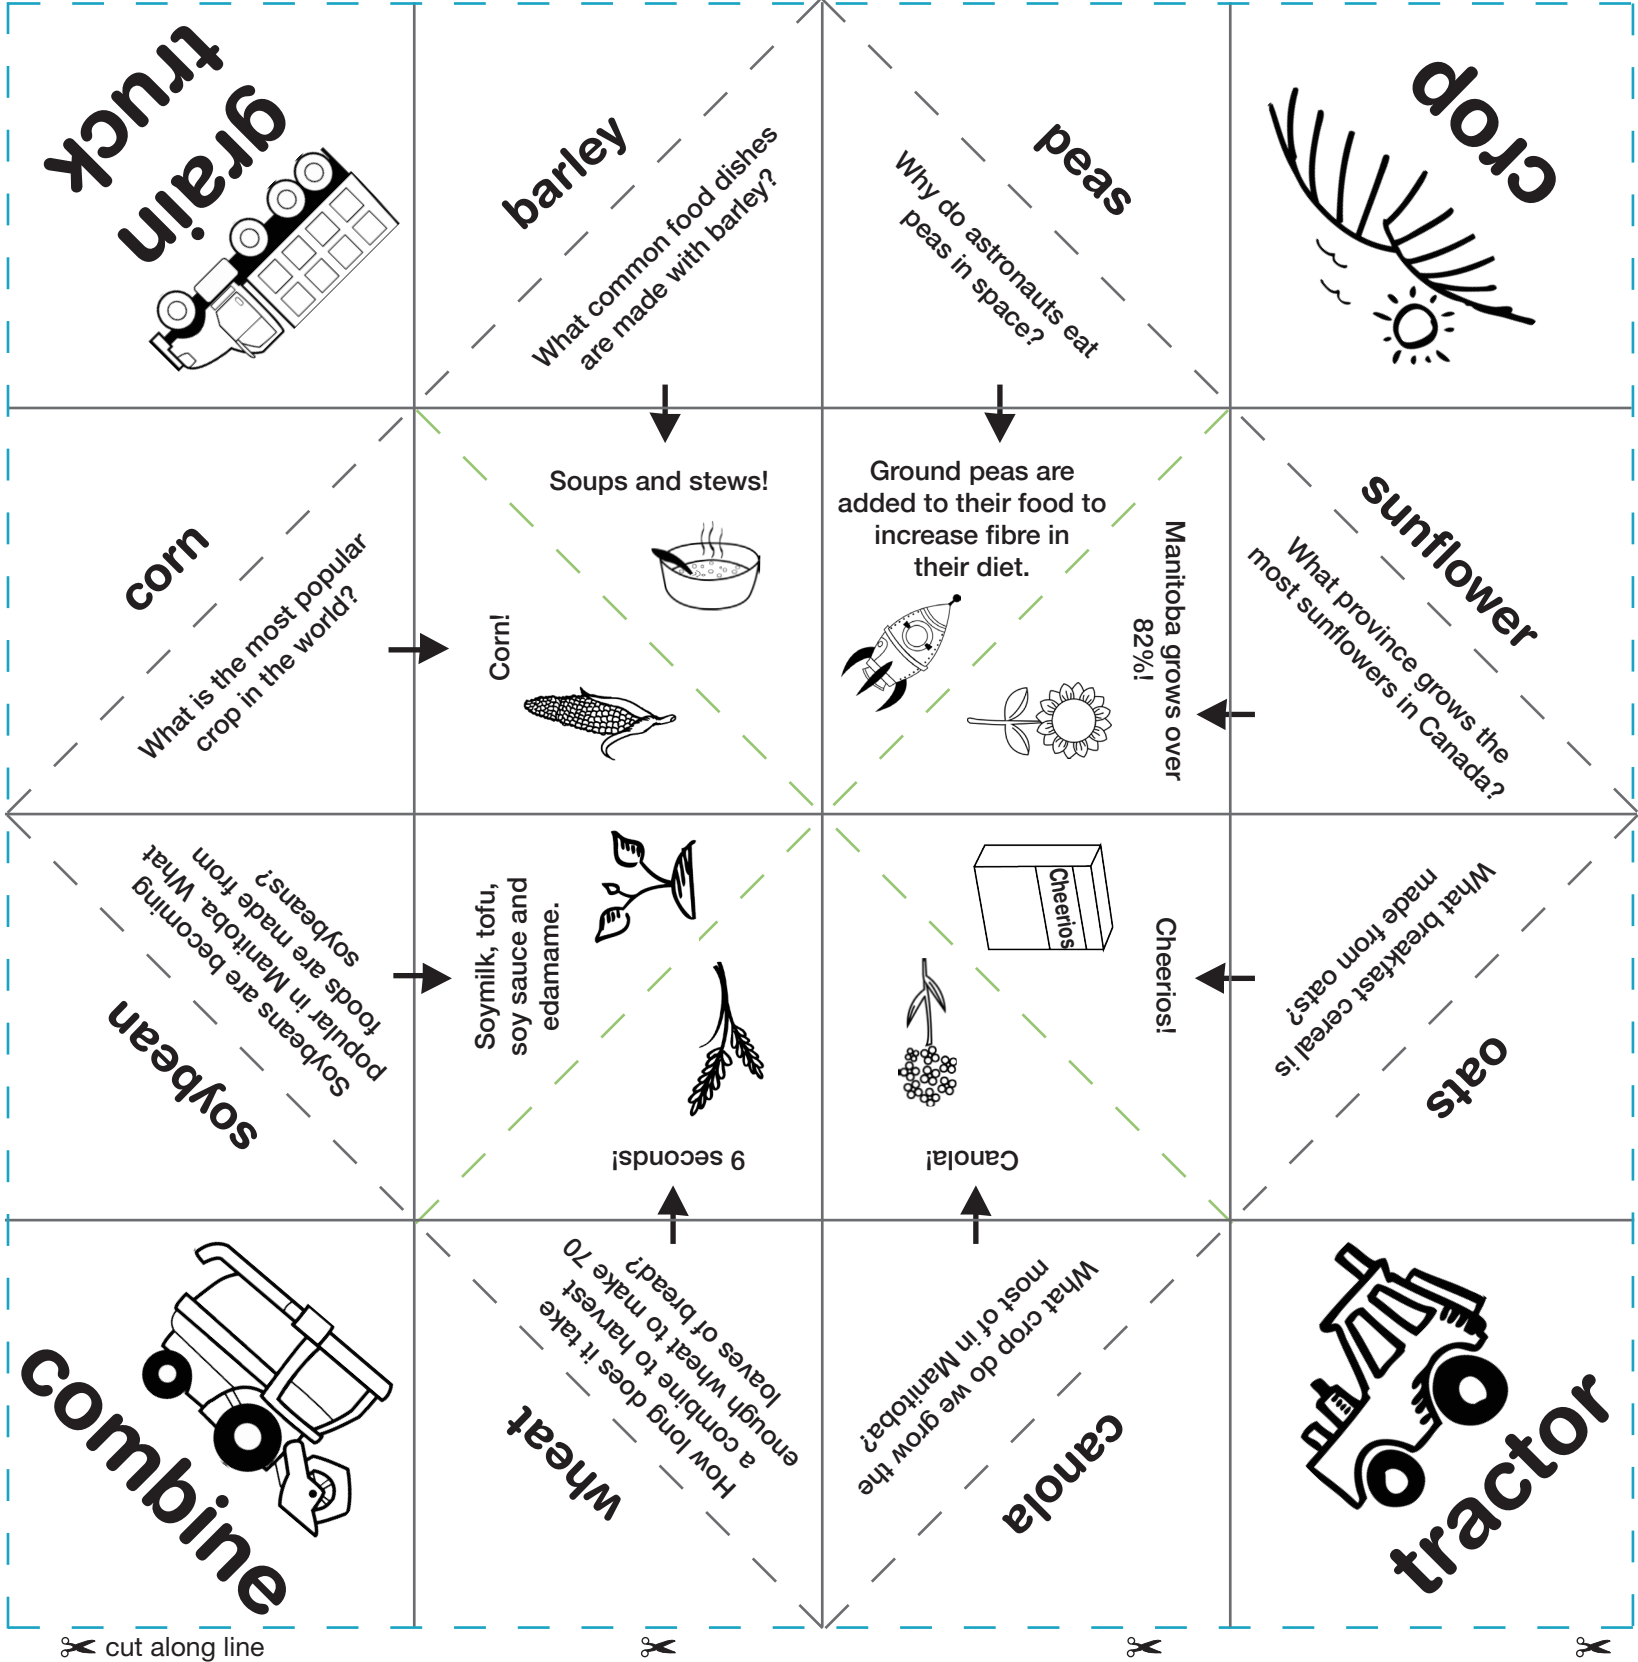 grain
truck
barley
What common food dishes
are made with barley?
peas
Why do astronauts eat
peas in space?
crop
corn
What is the most popular
crop in the world?
Soups and stews!
Corn!
Ground peas are
added to their food to
increase fibre in
their diet.
Manitoba grows over
82%!
sunflower
What province grows the
most sunflowers in Canada?
soybean
Soybeans are becoming
popular in Manitoba. What
foods are made from
soybeans?
Soymilk, tofu,
soy sauce and
edamame.
9 seconds!
Cheerios
Cheerios!
Canola!
oats
What breakfast cereal is
made from oats?
combine
wheat
How long does it take
a combine to harvest
enough wheat to make 70
loaves of bread?
canola
What crop do we grow the
most of in Manitoba?
tractor
cut along line